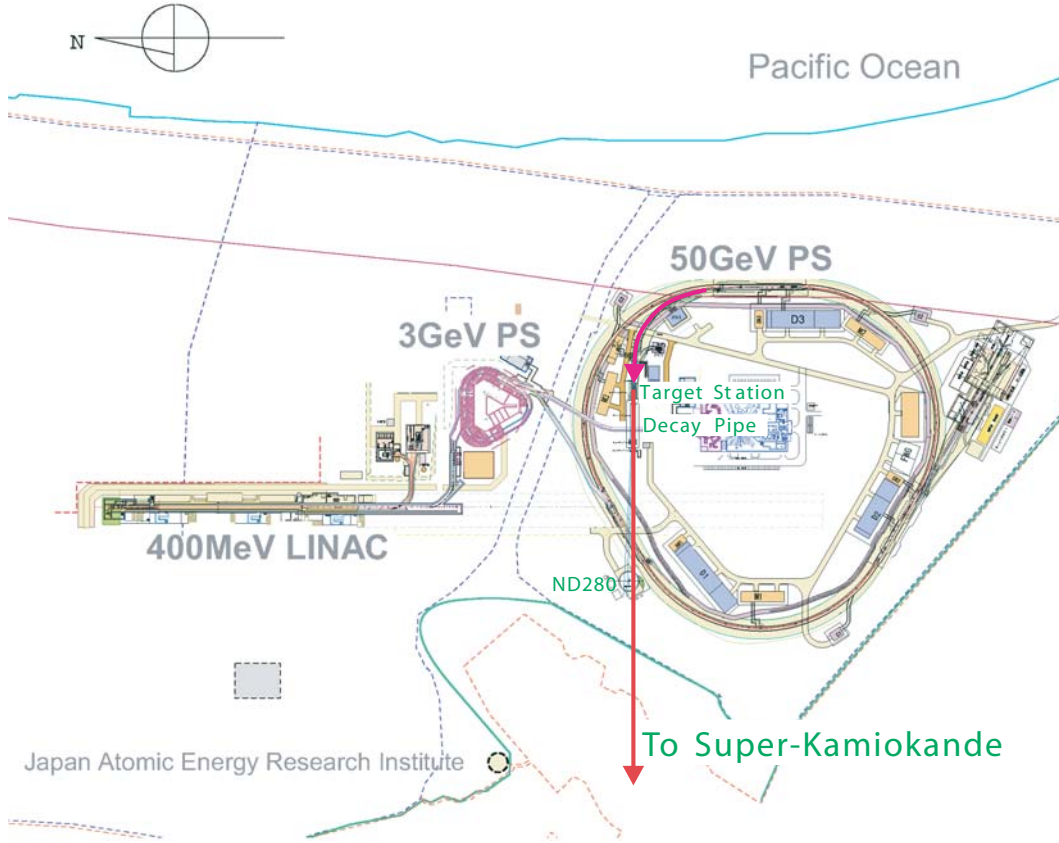 N
Pacific Ocean
50GeV PS
3GeV PS
D3
Target Station
Decay Pipe
D2
400MeV LINAC
ND280
D1
M1
To Super-Kamiokande
Japan Atomic Energy Research Institute